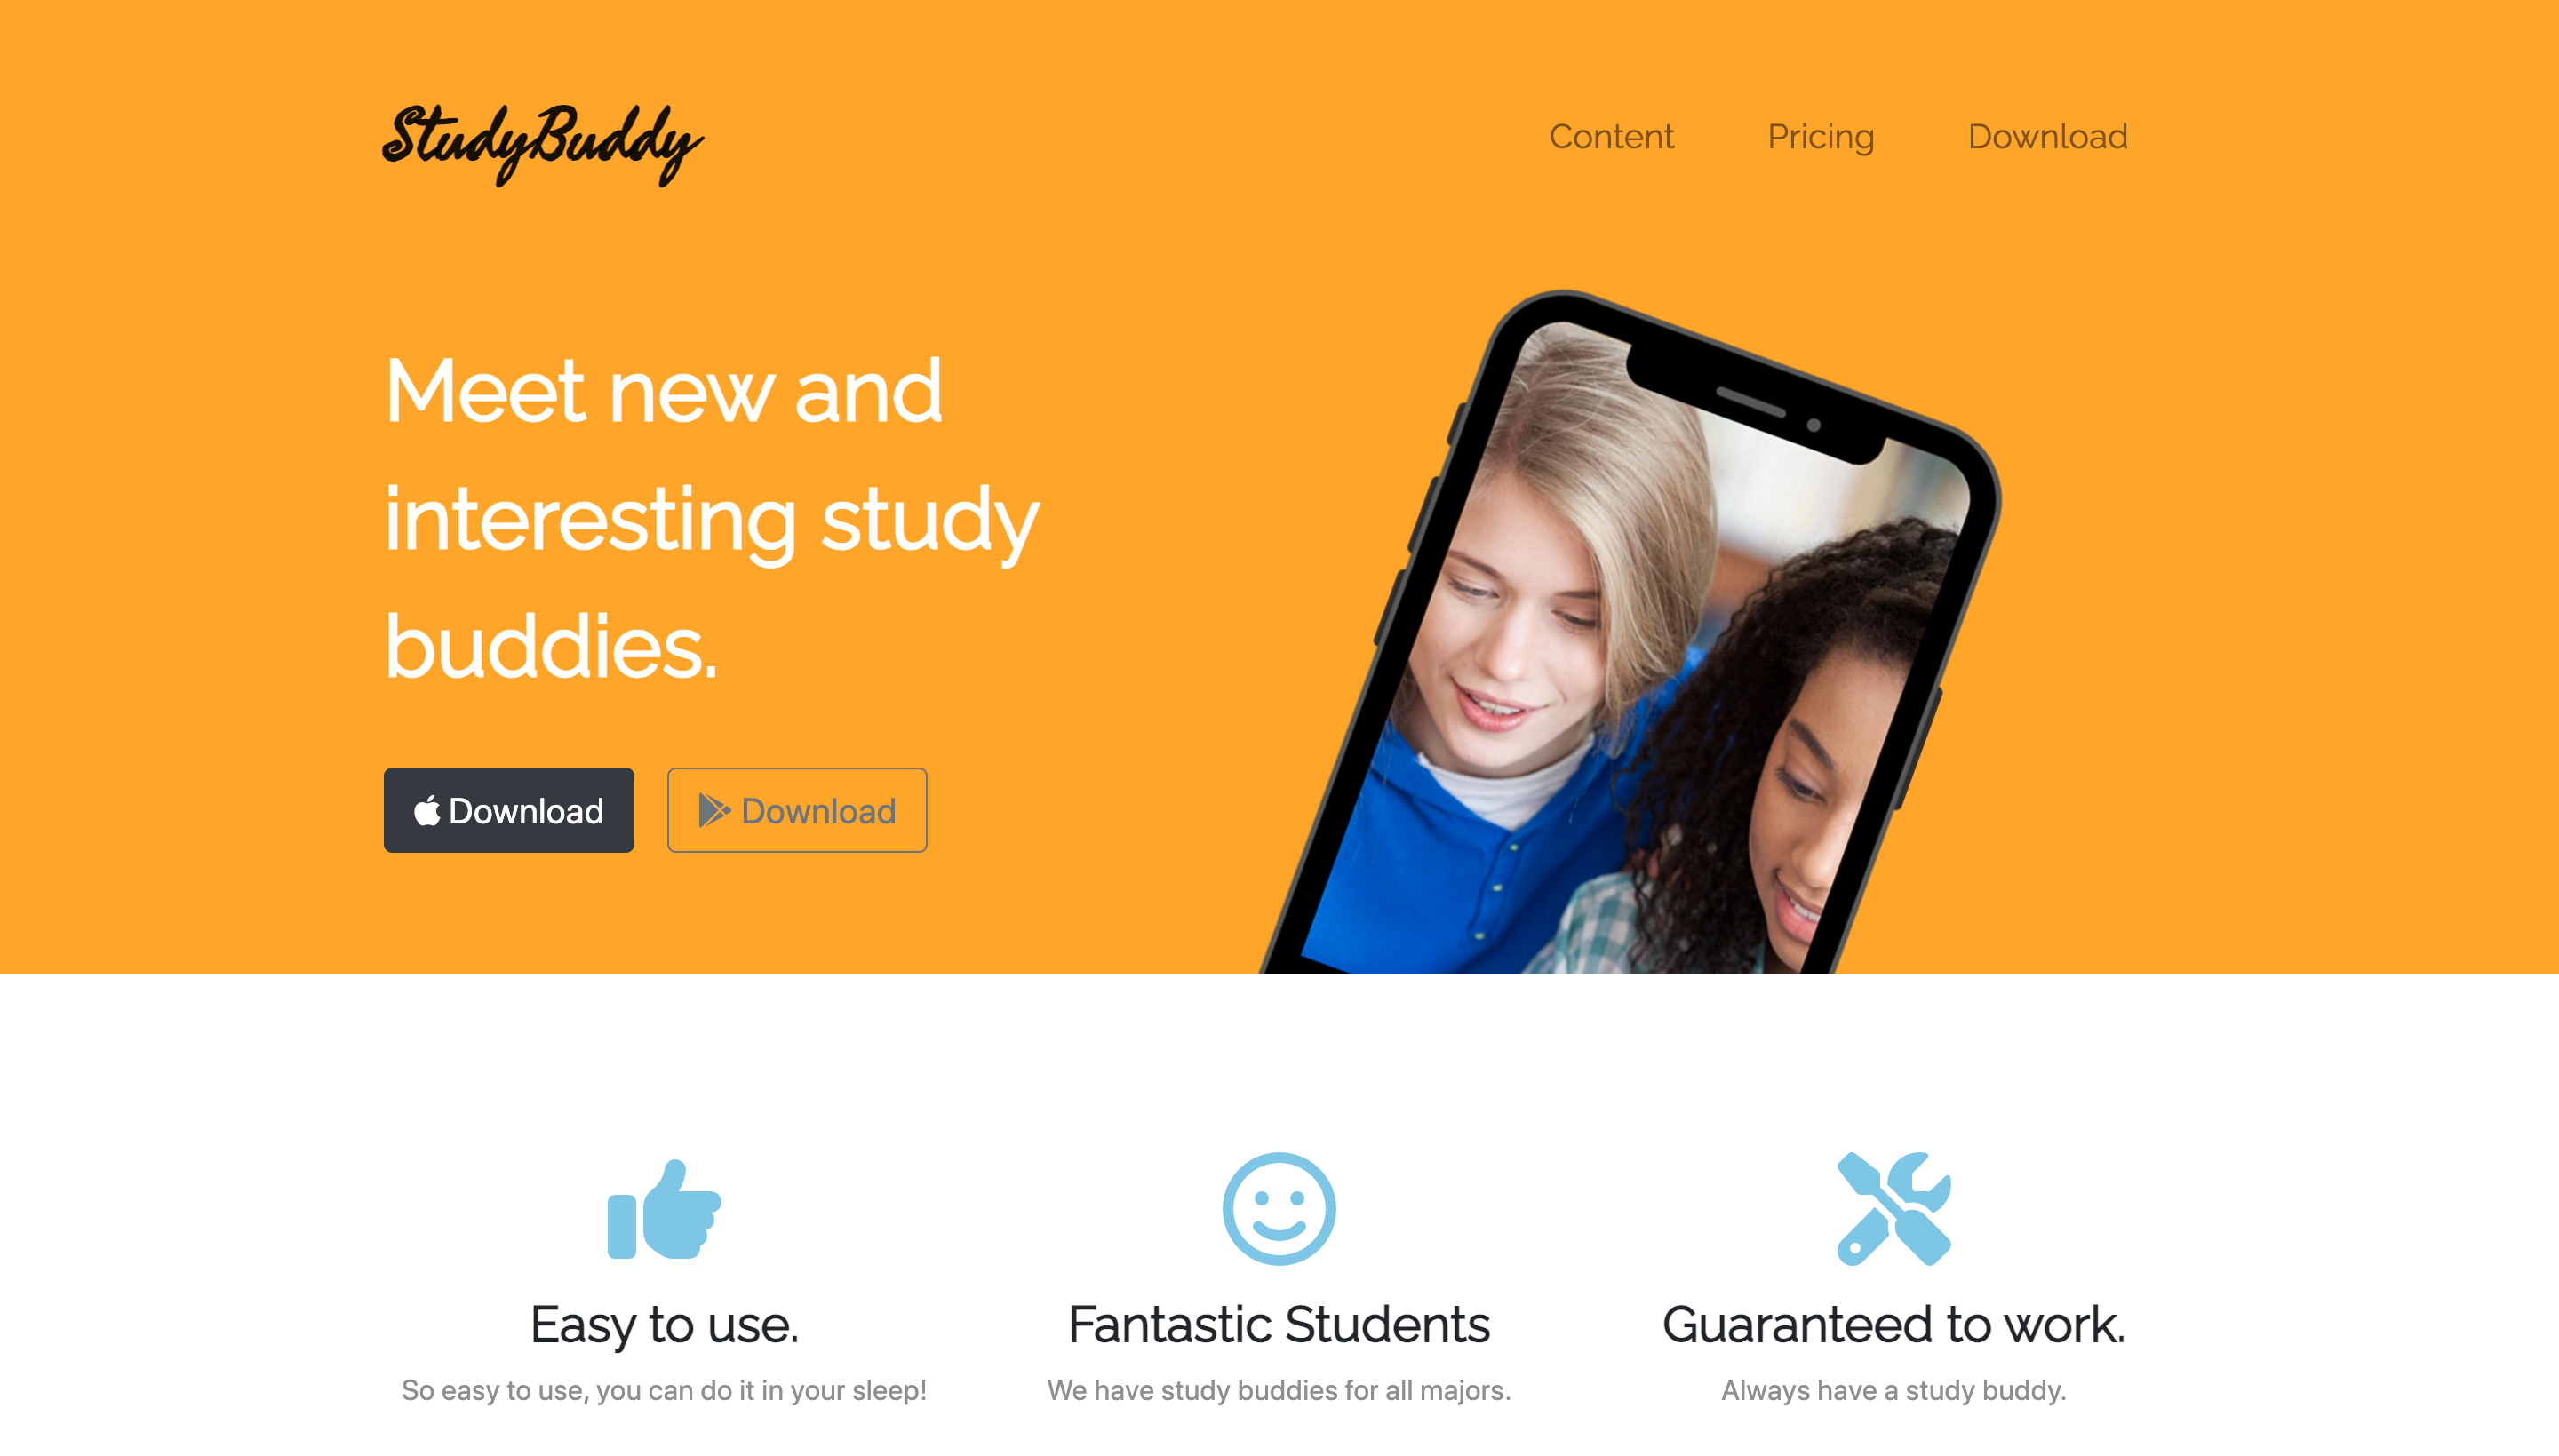 StudyBuddy
Content Pricing Download
Meet new and
interesting study
buddies.
Download Download
Easy to use. Fantastic Students Guaranteed to work.
So easy to use, you can do it in your sleep! We have study buddies for all majors. Always have a study buddy.